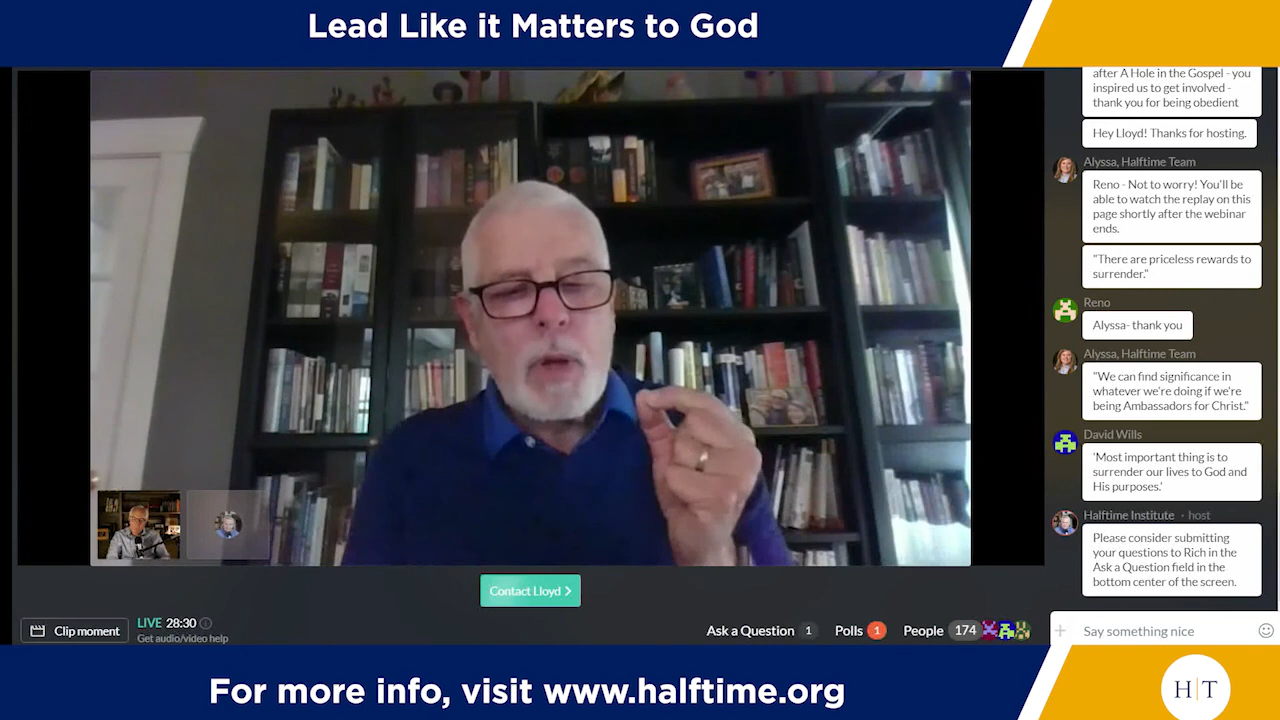 Lead Like it Matters to God
after A Hole in the Gospel - you
inspired us to get involved -
thank you for being obedient
Hey Lloyd! Thanks for hosting.
Alyssa, Halftime Team
Reno - Not to worry! You'll be
able to watch the replay on this
page shortly after the webinar
ends.
"There are priceless rewards to
surrender."
Reno
Alyssa- thank you
Alyssa, Halftime Team
"We can find significance in
whatever we're doing if we're
being Ambassadors for Christ."
David Wills
'Most important thing is to
surrender our lives to God and
His purposes.'
Halftime Institute · host
Please consider submitting
your questions to Rich in the
Ask a Question field in the
bottom center of the screen.
Contact Lloyd >
Clip moment
LIVE 28:30
Get audio/video help
Ask a Question 1
Polls 1
People 174
Say something nice
For more info, visit www.halftime.org
H|T